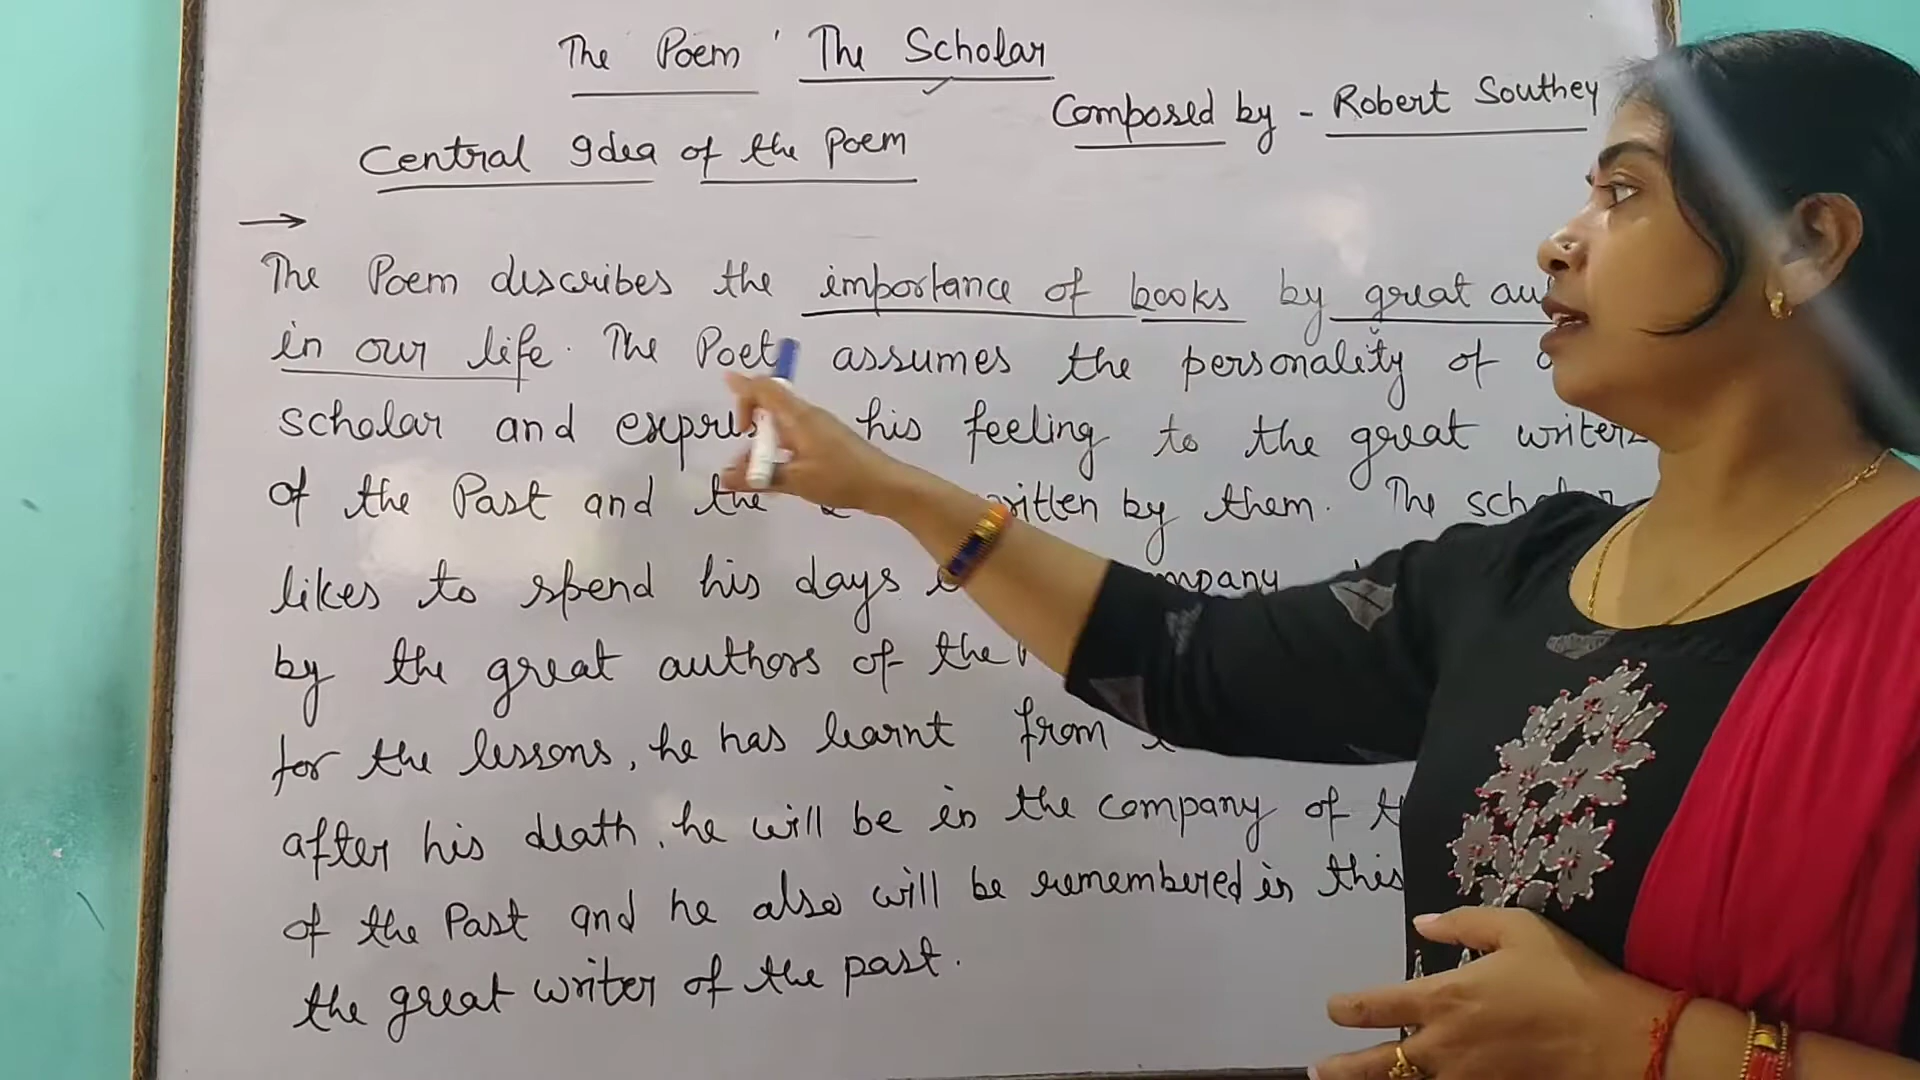 The Poem ' The Scholar
Composed by - Robert Southey
Central Idea of the Poem
→
The Poem describes the importance of books by great
in our life. The Poet assumes the personality of
scholar and his feeling to the great writers
of the Past and the written by them. The
likes to spend his days
by the great authors of the
for the lessons, he has learnt from
after his death, he will be in the company of
of the Past and he also will be remembered in this
the great writer of the past.